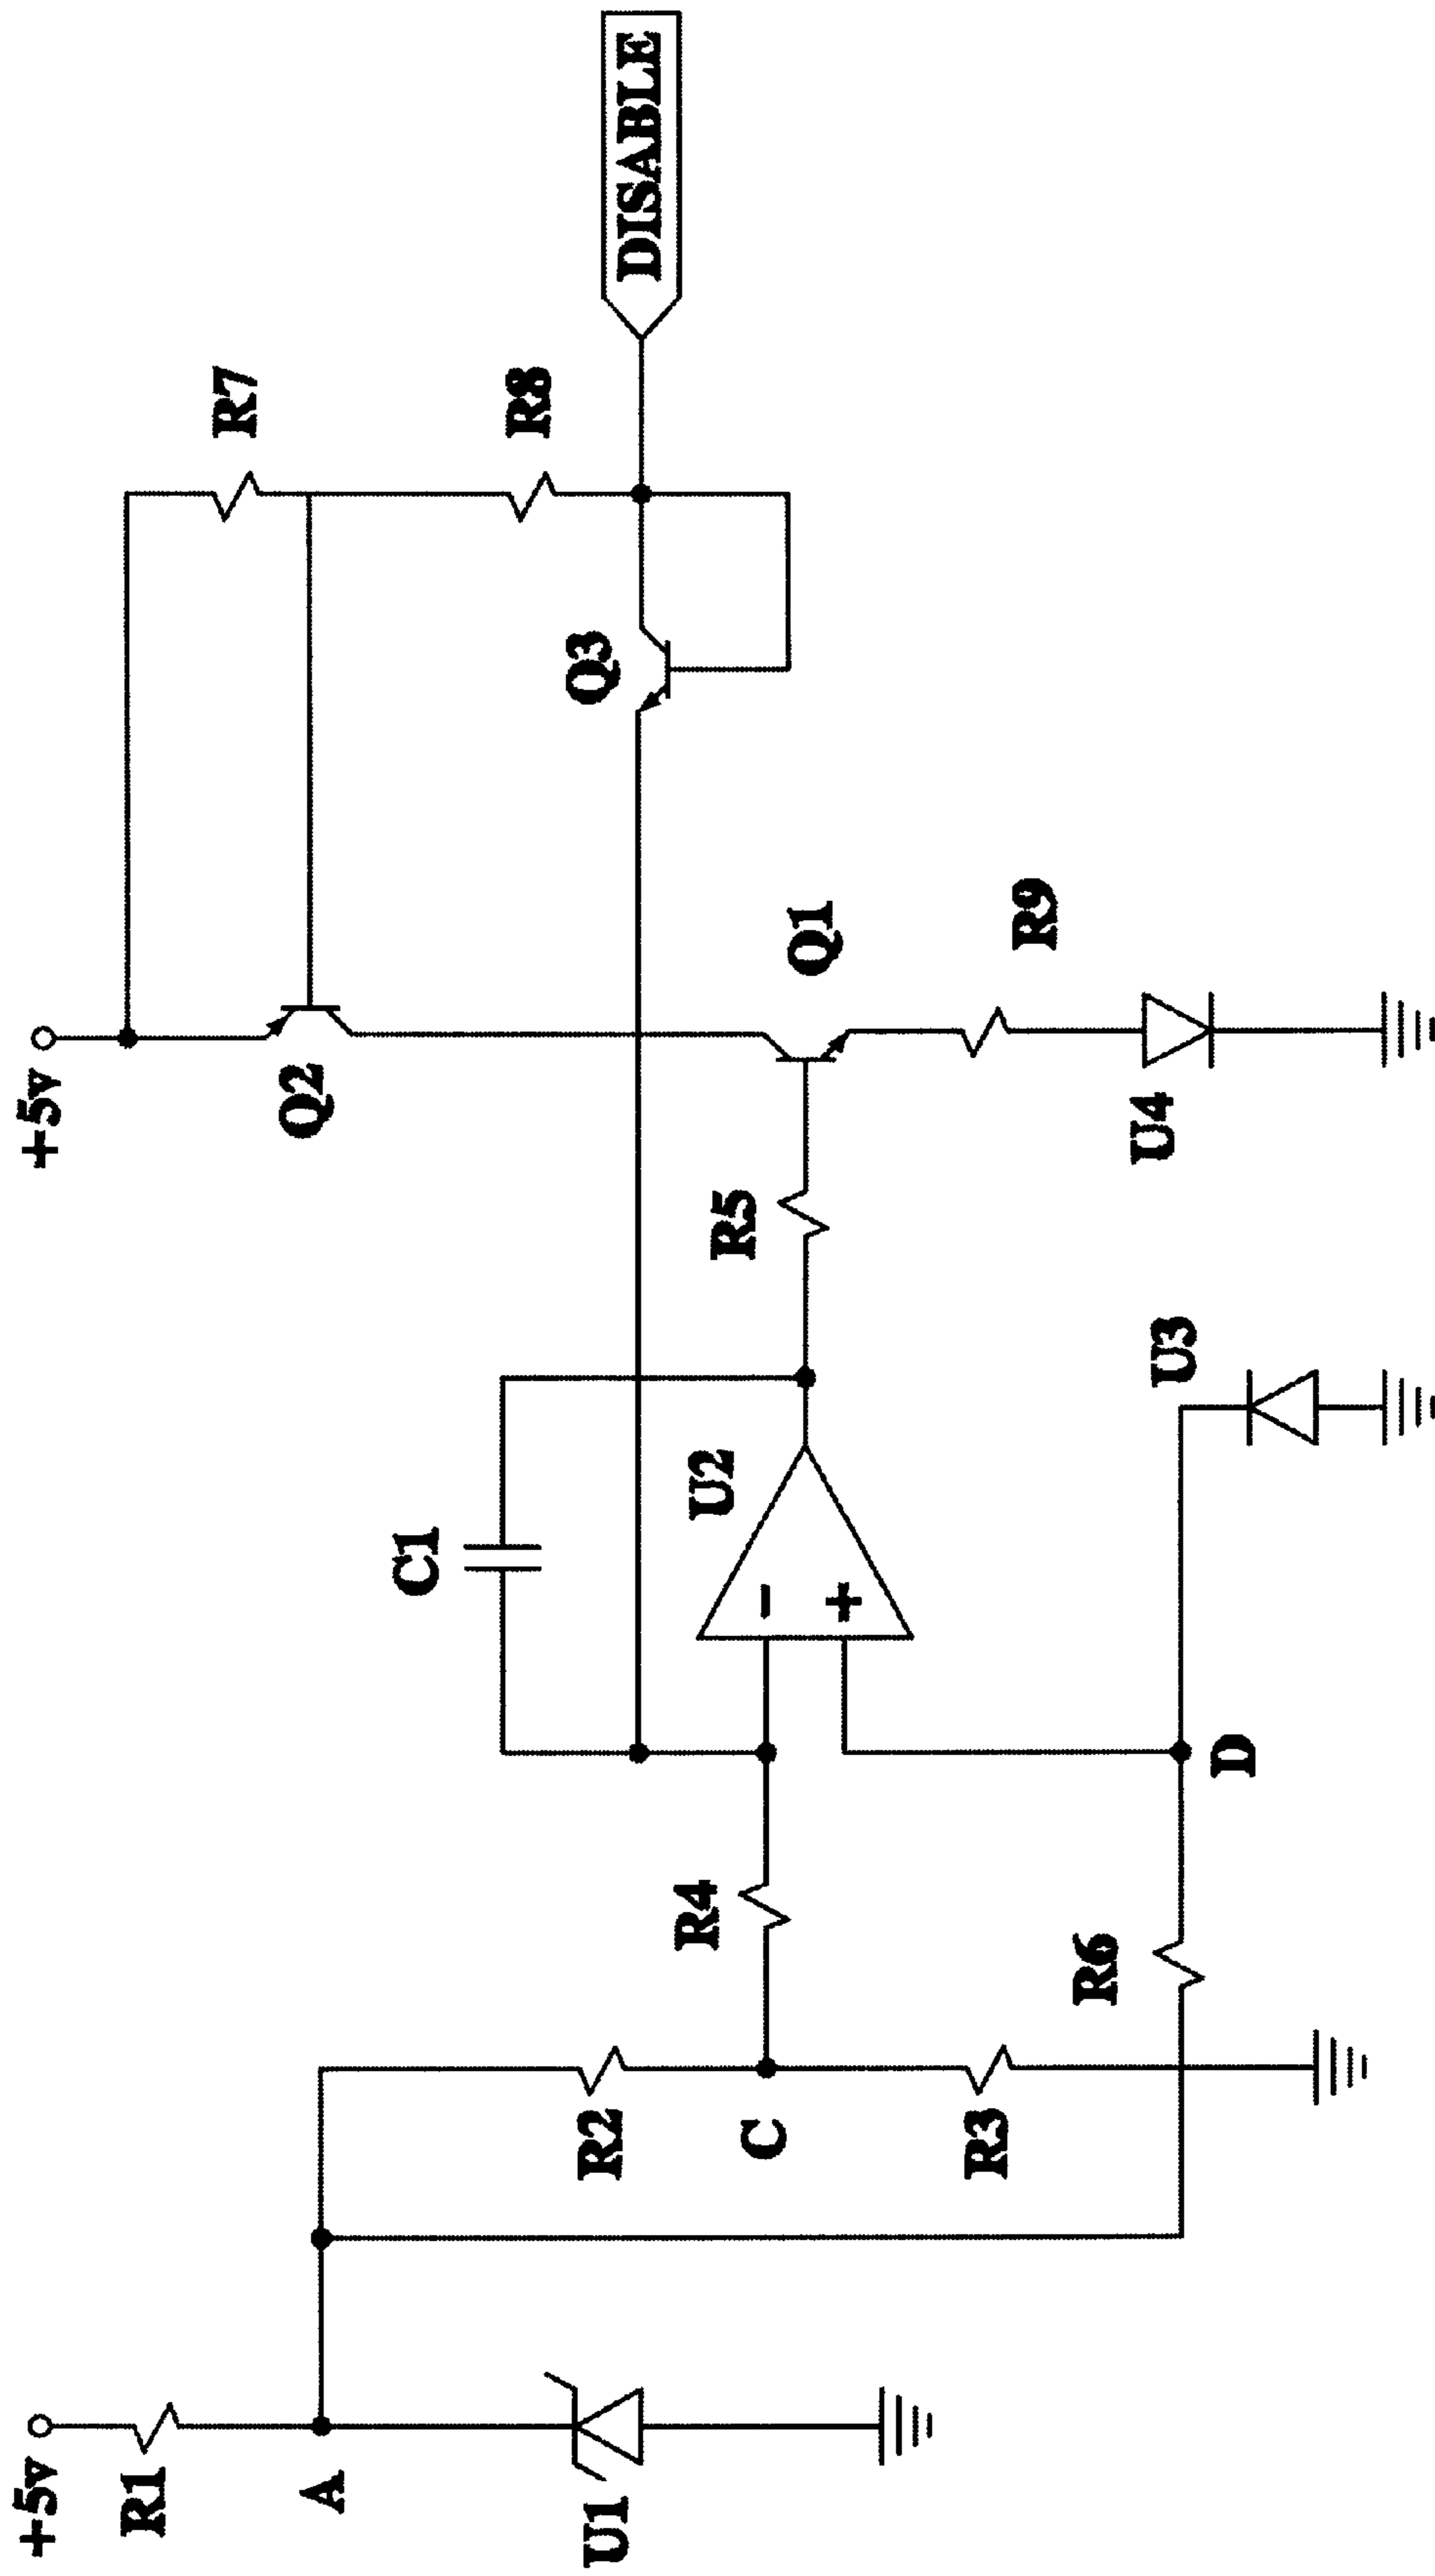 +5v
R1
A
U1
R2
C
R3
R4
R6
D
C1
U2
−
+
U3
R5
+5v
Q2
Q1
R9
U4
Q3
R7
R8
DISABLE